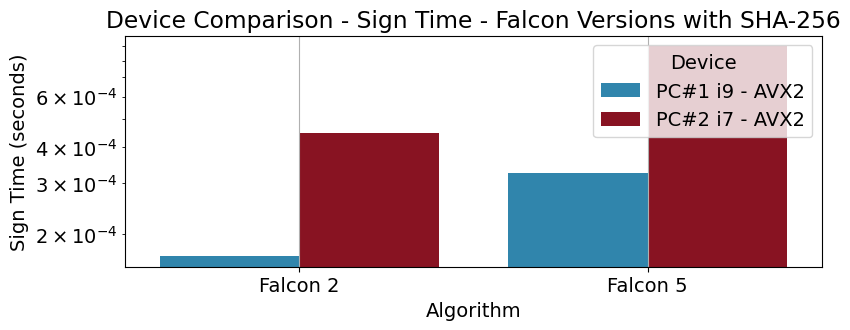 Device Comparison - Sign Time - Falcon Versions with SHA-256
Sign Time (seconds)
6 × 10⁻⁴
4 × 10⁻⁴
3 × 10⁻⁴
2 × 10⁻⁴
Device
PC#1 i9 - AVX2
PC#2 i7 - AVX2
Falcon 2
Falcon 5
Algorithm